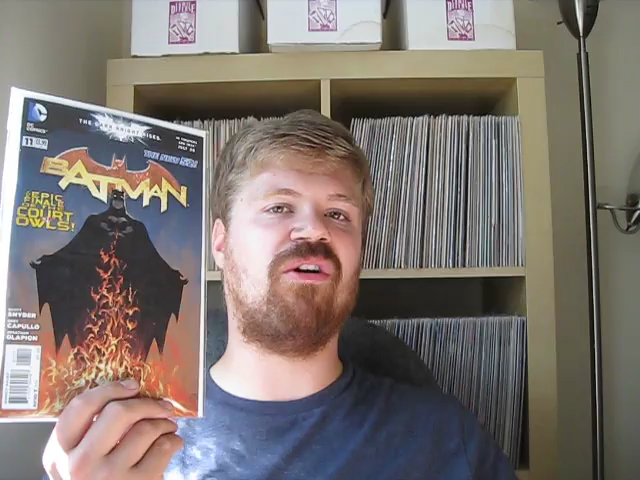 DC COMICS
THE DARK KNIGHT RISES
11
THE NEW 52!
BATMAN
EPIC
FINALE
COURT
OWLS!
SNYDER
CAPULLO
GLAPION